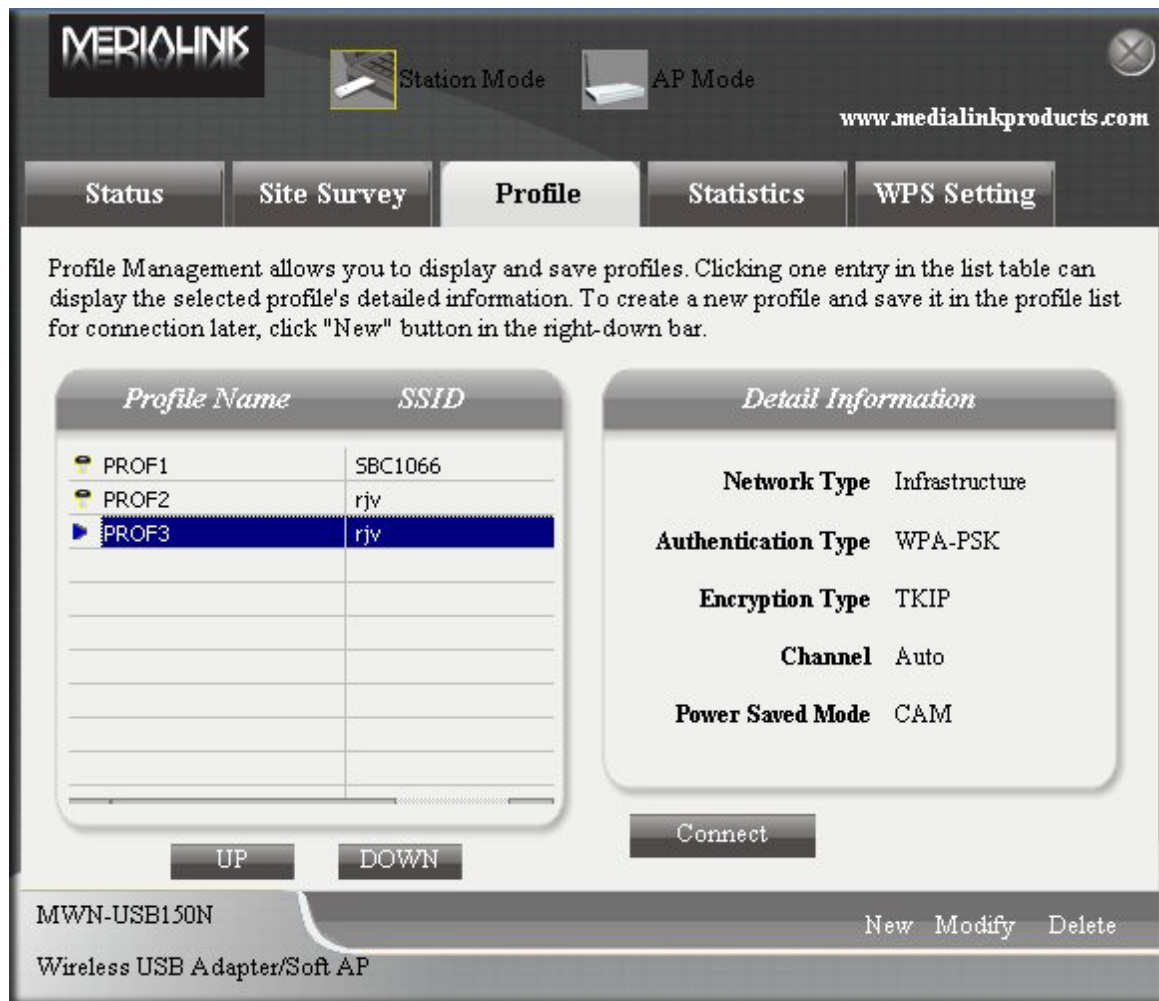 MEDIALINK
Station Mode
AP Mode
www.medialinkproducts.com
Status
Site Survey
Profile
Statistics
WPS Setting
Profile Management allows you to display and save profiles. Clicking one entry in the list table can
display the selected profile's detailed information. To create a new profile and save it in the profile list
for connection later, click "New" button in the right-down bar.
Profile Name SSID
PROF1 SBC1066
PROF2 rjv
PROF3 rjv
UP DOWN
Detail Information
Network Type Infrastructure
Authentication Type WPA-PSK
Encryption Type TKIP
Channel Auto
Power Saved Mode CAM
Connect
MWN-USB150N
New Modify Delete
Wireless USB Adapter/Soft AP